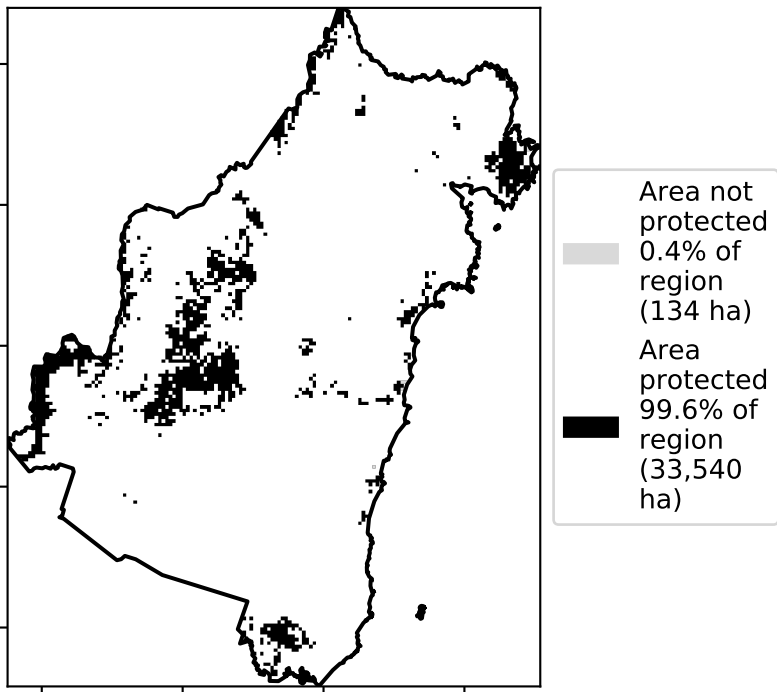 Area not
protected
0.4% of
region
(134 ha)
Area
protected
99.6% of
region
(33,540
ha)